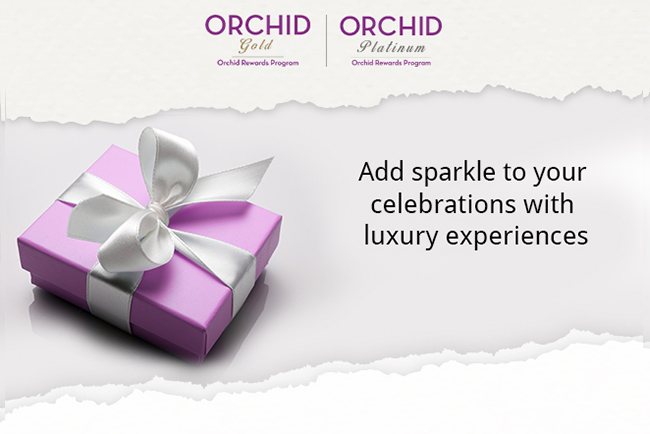 ORCHID
Gold
Orchid Rewards Program
ORCHID
Platinum
Orchid Rewards Program
Add sparkle to your
celebrations with
luxury experiences